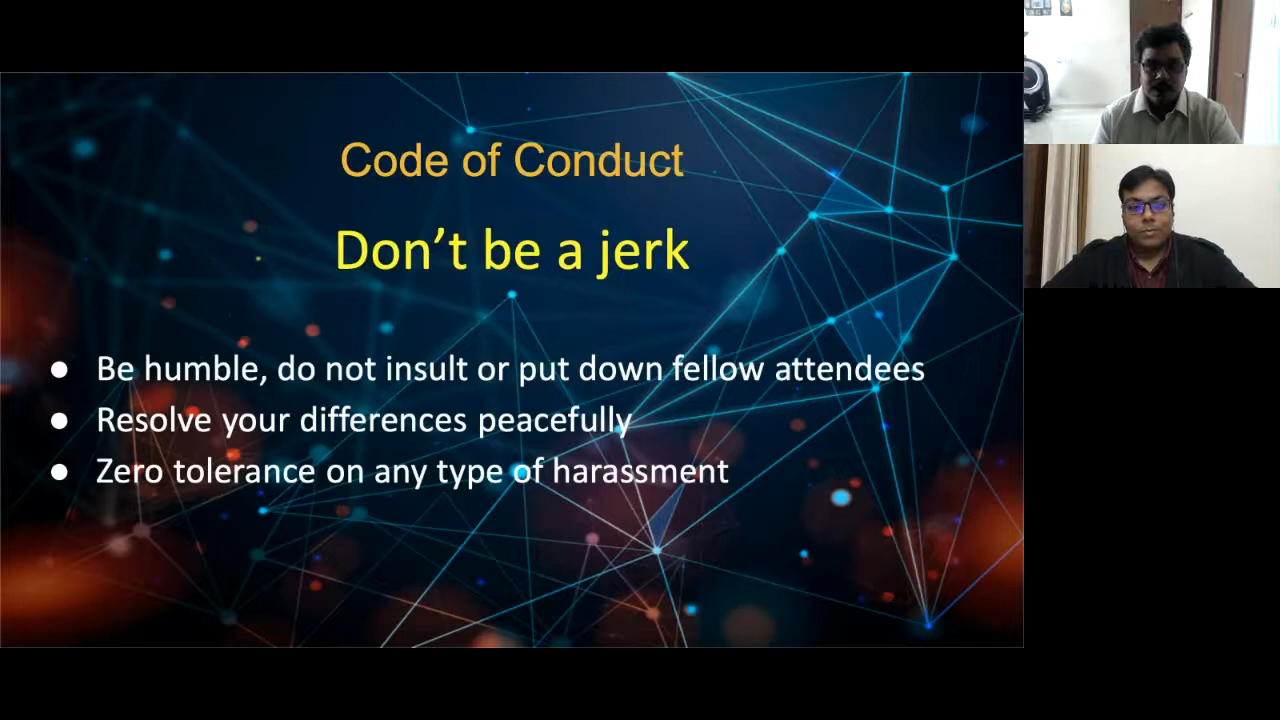 Code of Conduct
Don’t be a jerk
● Be humble, do not insult or put down fellow attendees
● Resolve your differences peacefully
● Zero tolerance on any type of harassment